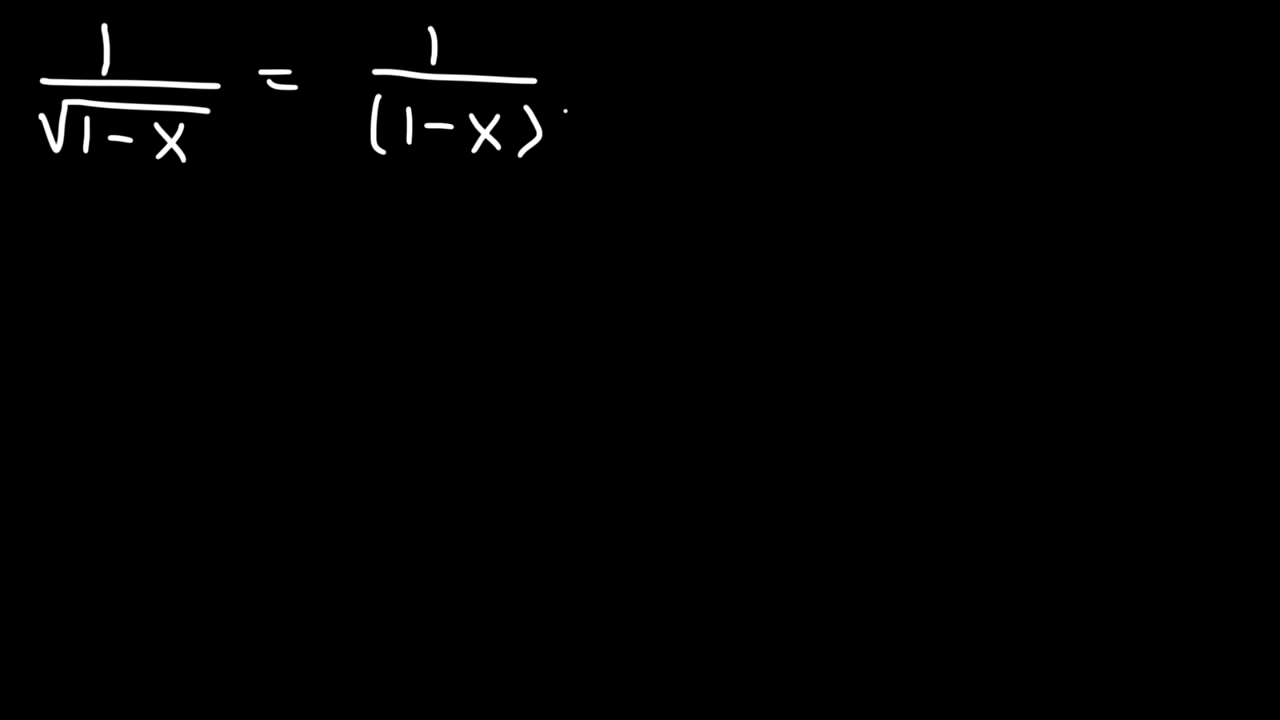 1/√(1-x) = 1/(1-x)